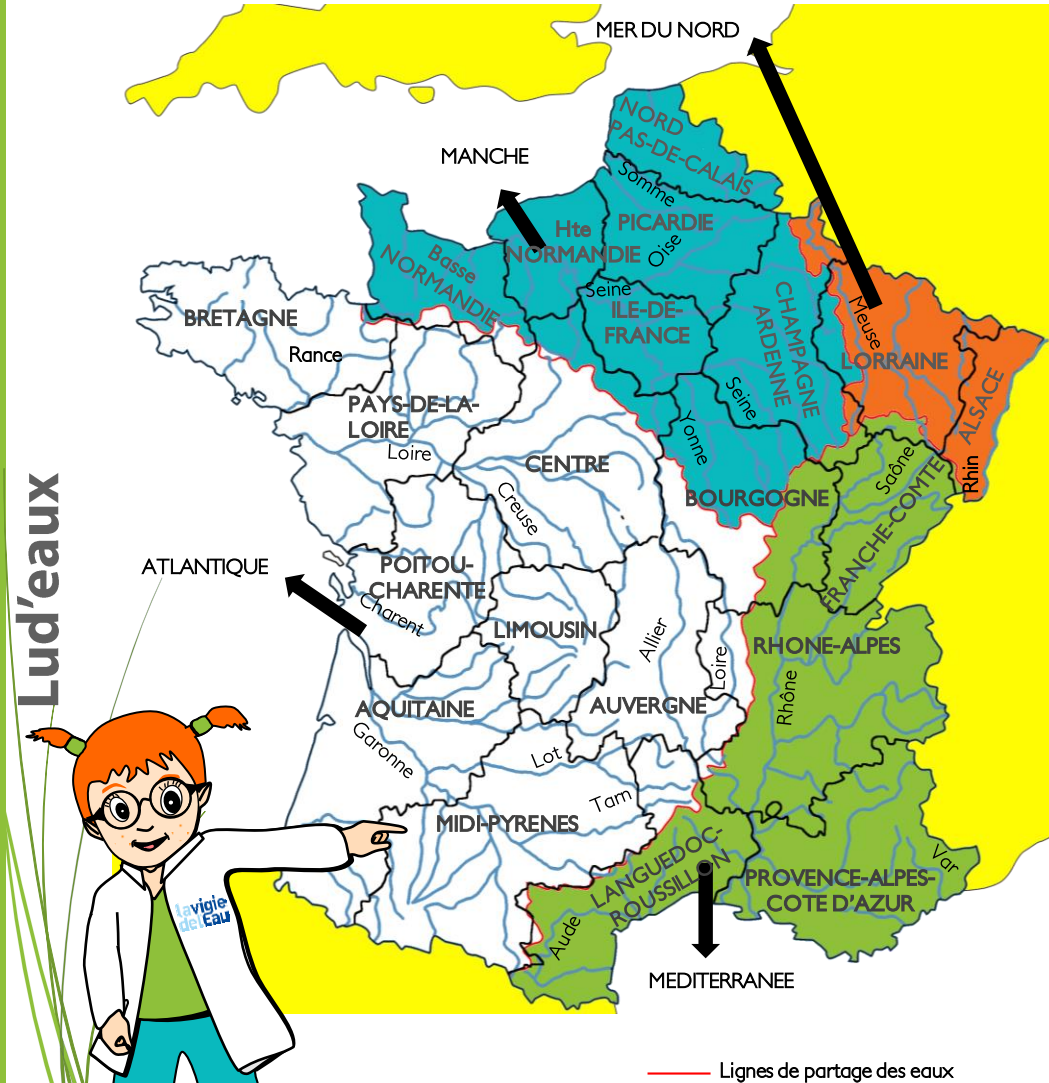 MER DU NORD
MANCHE
NORD
PAS-DE-CALAIS
Somme
PICARDIE
Hte
NORMANDIE
Oise
Basse
NORMANDIE
Seine
ILE-DE-
FRANCE
CHAMPAGNE
ARDENNE
Meuse
LORRAINE
ALSACE
Rhin
BRETAGNE
Rance
PAYS-DE-LA-
LOIRE
Loire
CENTRE
Creuse
Yonne
Seine
BOURGOGNE
Saône
FRANCHE-COMTE
ATLANTIQUE
POITOU-
CHARENTE
Charent
LIMOUSIN
Allier
Loire
RHONE-ALPES
Rhône
AQUITAINE
AUVERGNE
Garonne
Lot
Tarn
MIDI-PYRENES
LANGUEDOC-
ROUSSILLON
Aude
PROVENCE-ALPES-
COTE D'AZUR
Var
MEDITERRANEE
Lud'eaux
la vigie
de l'Eau
Lignes de partage des eaux